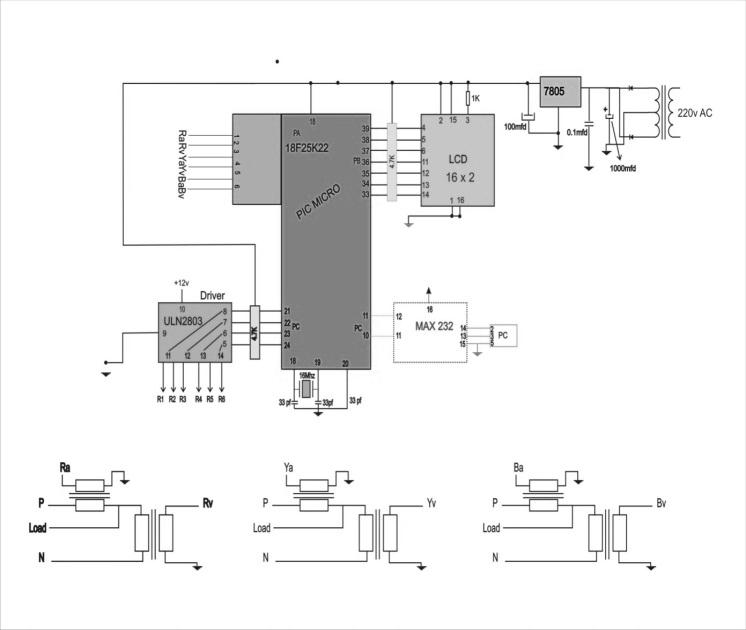 7805
220v AC
1K
100mfd
0.1mfd
+
1000mfd
18
PA
18F25K22
PIC MICRO
RaRvYaYvBaBv
1
2
3
4
5
6
39
38
37
PB 36
35
34
33
4.7K
2 15 3
4
5
6
11
12
13
14
LCD
16 x 2
1 16
+12v
Driver
10
ULN2803
9
8
7
6
5
11 12 13 14
R1 R2 R3 R4 R5 R6
4.7K
21
22
23
24
PC
11
10
PC
12
11
16
MAX 232
14
13
15
PC
18 19 20
16Mhz
33 pf 33pf 33 pf
Ra
P
Load
N
Rv
Ya
P
Load
N
Yv
Ba
P
Load
N
Bv